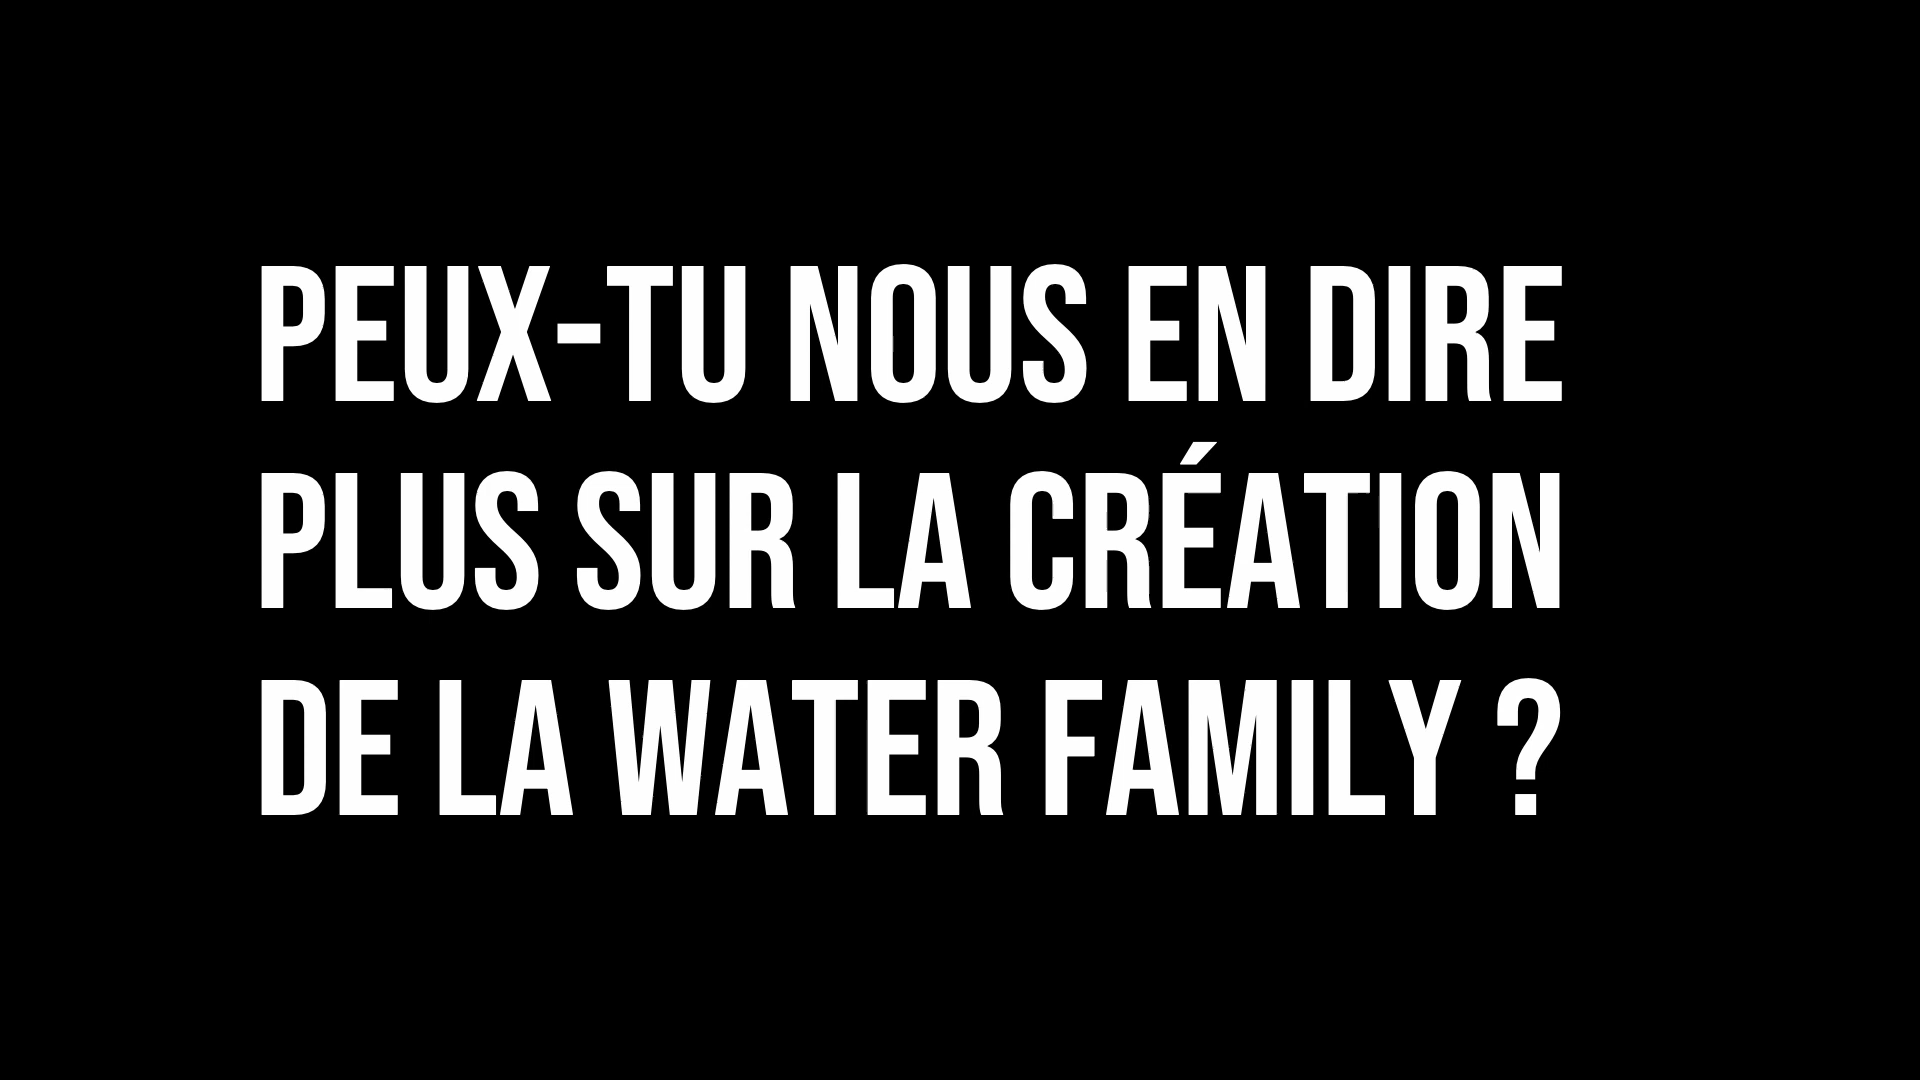 PEUX-TU NOUS EN DIRE
PLUS SUR LA CRÉATION
DE LA WATER FAMILY ?